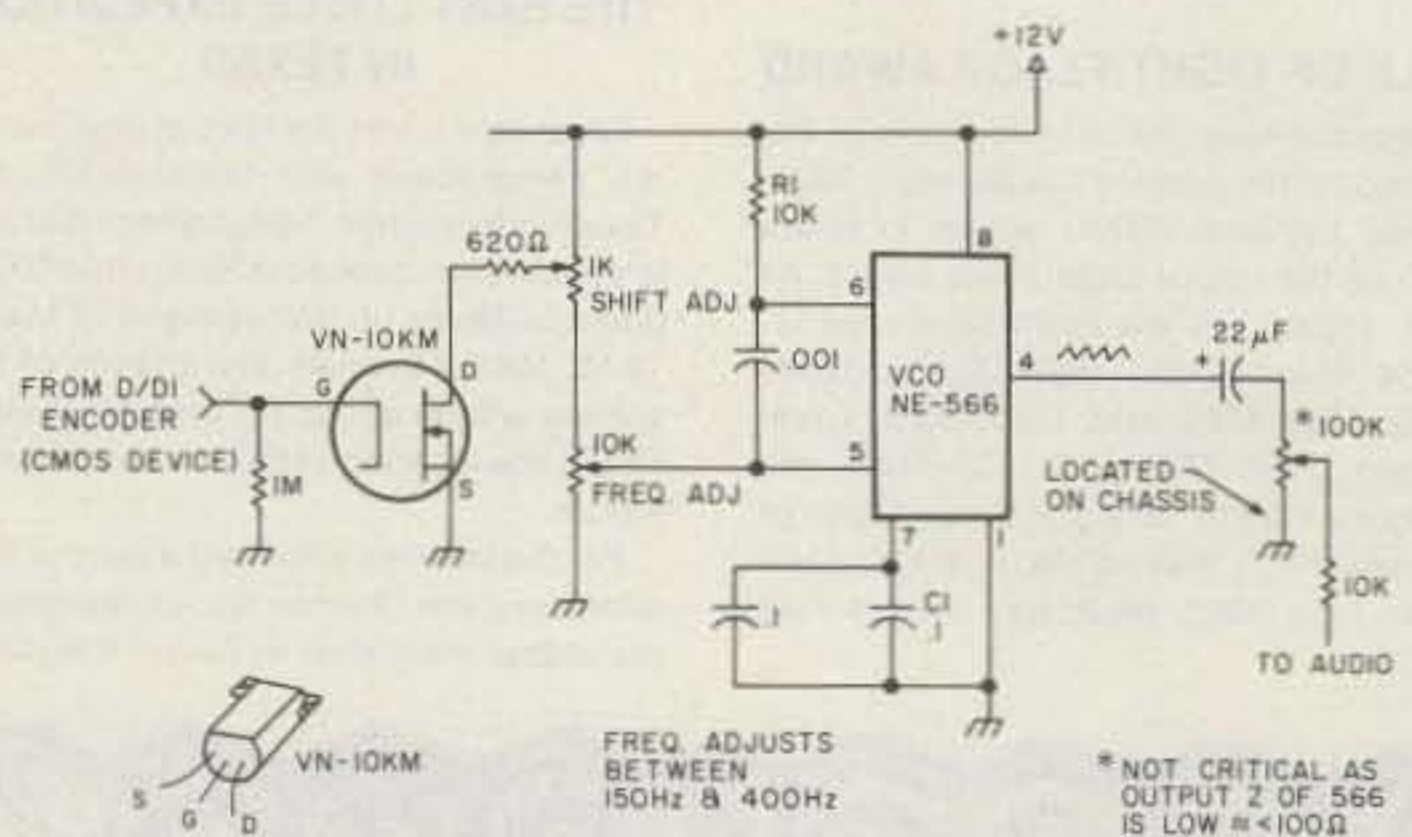 +12V
R1
10K
8
620Ω
1K
SHIFT ADJ
6
VN-10KM
D
.001
22µF
+
4
VCO
NE-566
FROM D/DI
ENCODER
(CMOS DEVICE)
G
*100K
10K
FREQ. ADJ
5
LOCATED
ON CHASSIS
1M
S
7
1
.1
C1
.1
10K
TO AUDIO
VN-10KM
S
G
D
FREQ. ADJUSTS
BETWEEN
150Hz & 400Hz
*NOT CRITICAL AS
OUTPUT Z OF 566
IS LOW ≈<100Ω